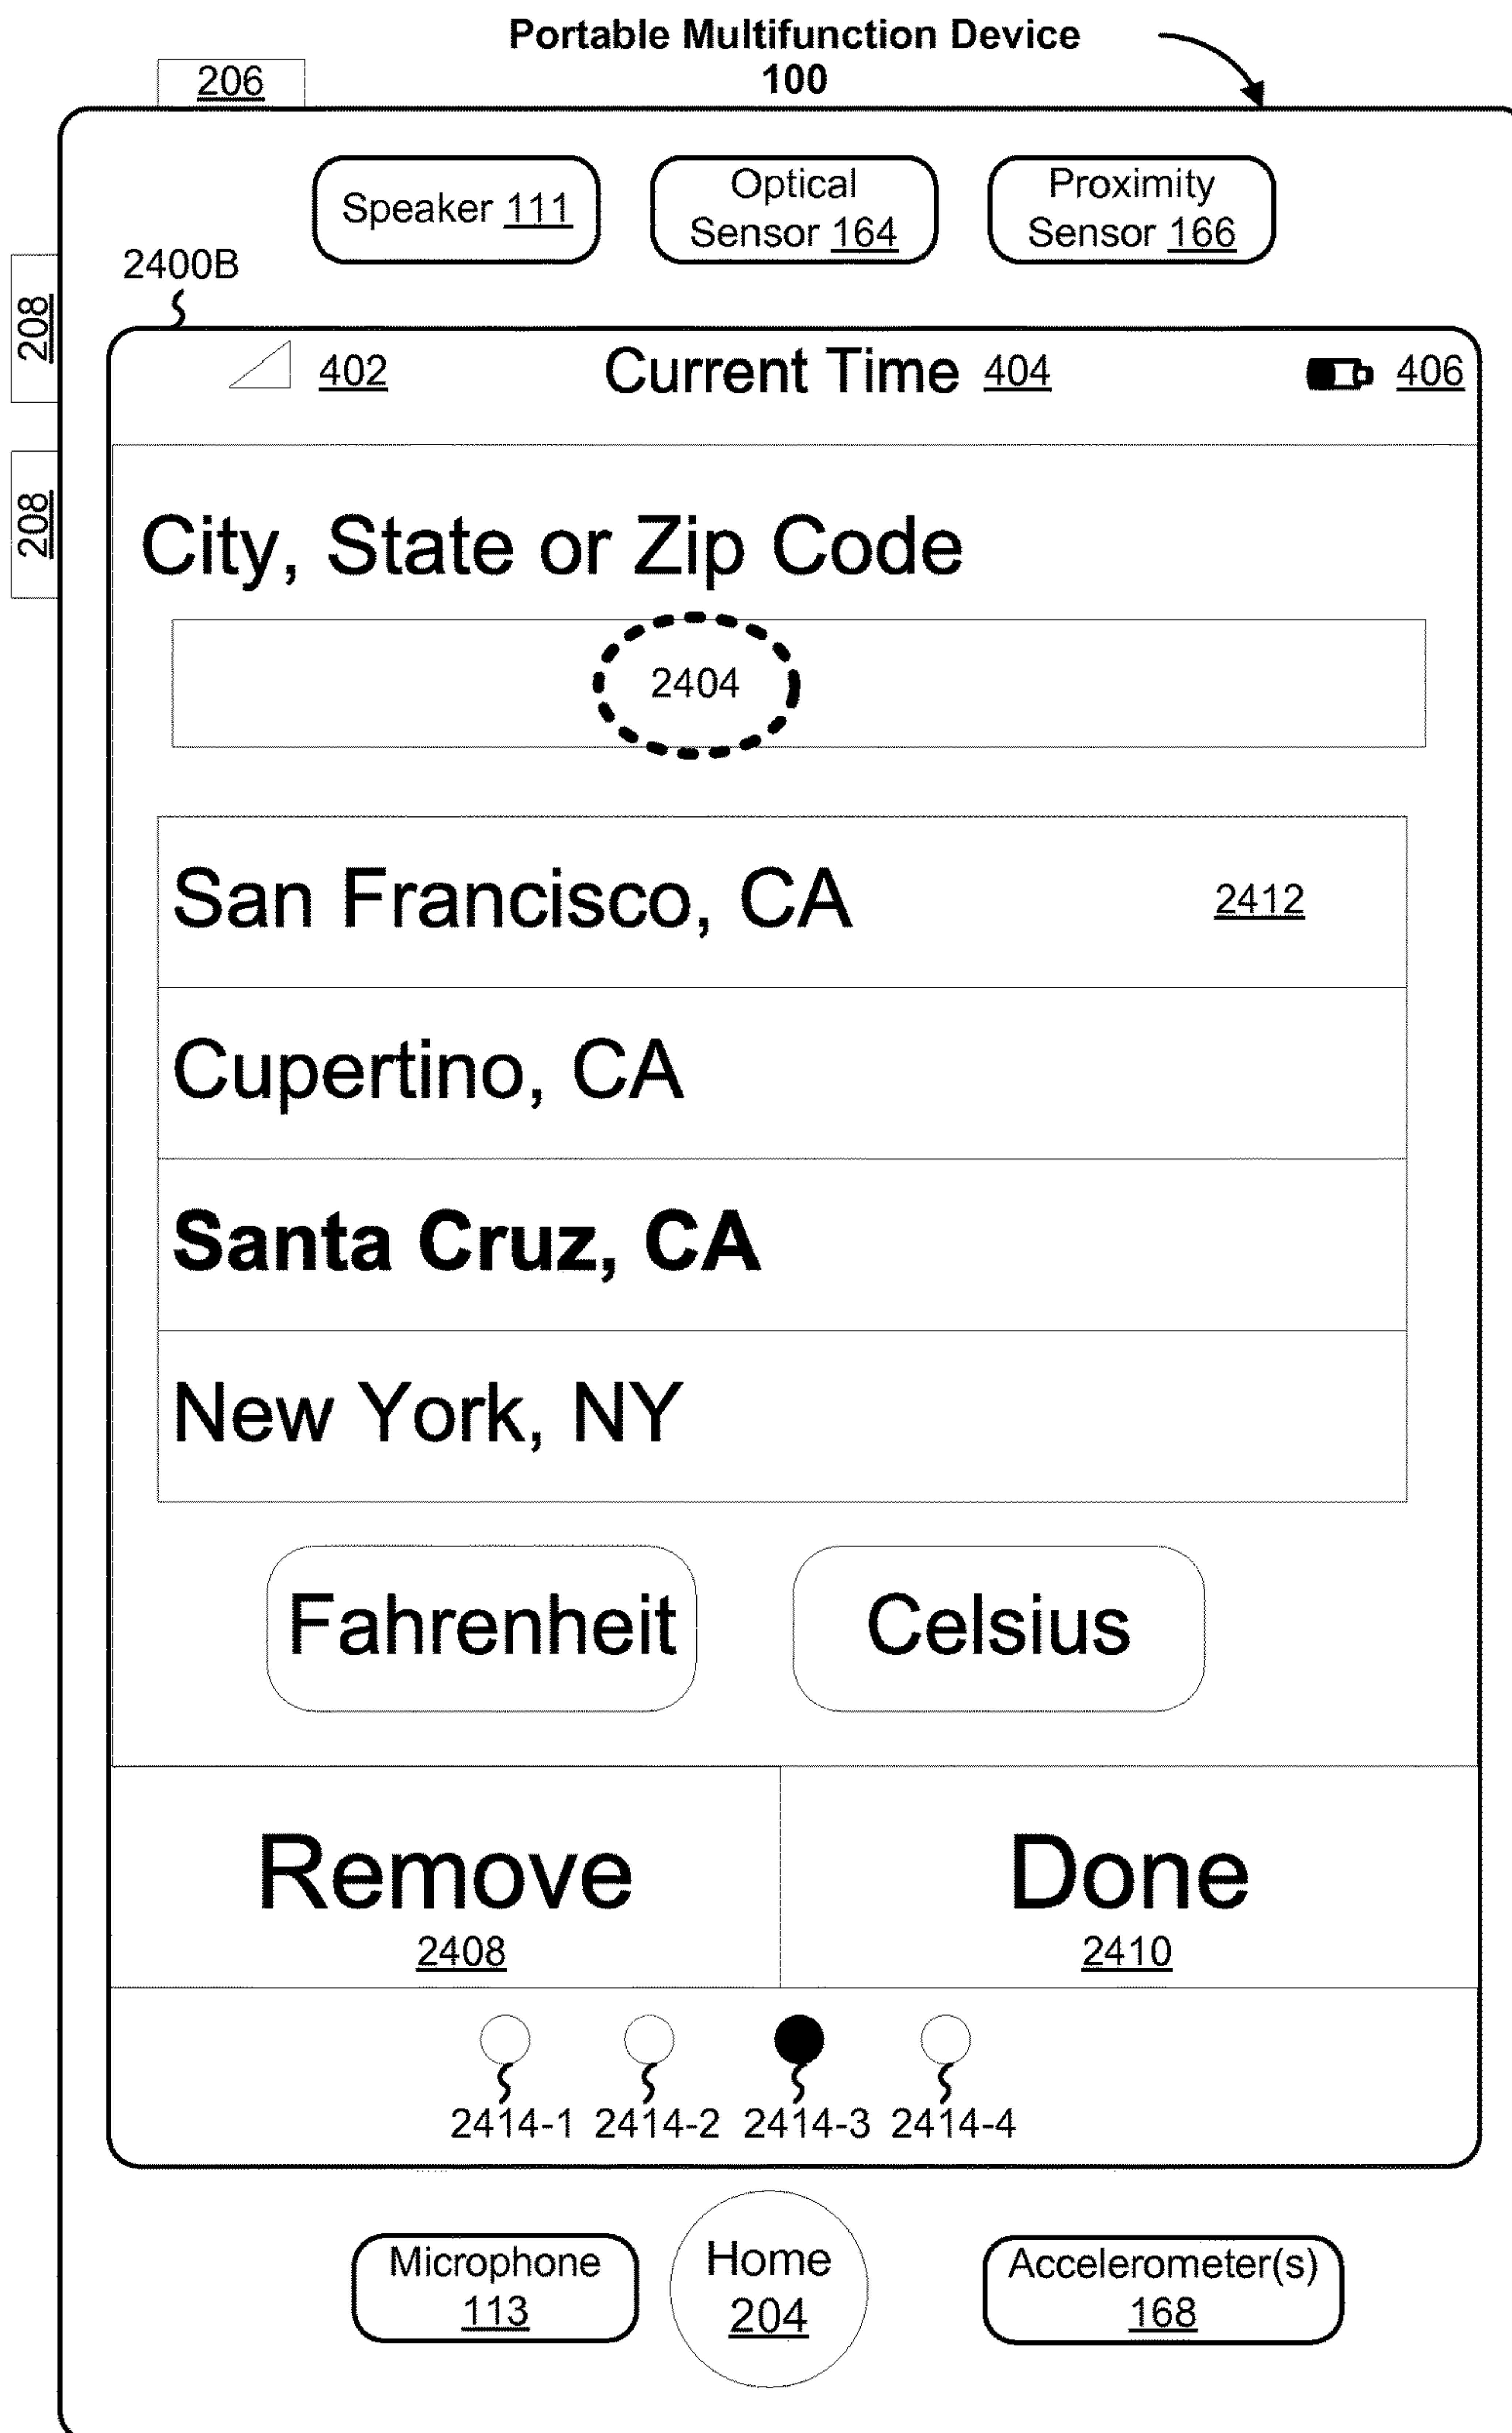 Portable Multifunction Device
100
206
Speaker 111
Optical
Sensor 164
Proximity
Sensor 166
2400B
208
402
Current Time 404
406
208
City, State or Zip Code
2404
San Francisco, CA 2412
Cupertino, CA
Santa Cruz, CA
New York, NY
Fahrenheit
Celsius
Remove
2408
Done
2410
2414-1 2414-2 2414-3 2414-4
Microphone
113
Home
204
Accelerometer(s)
168